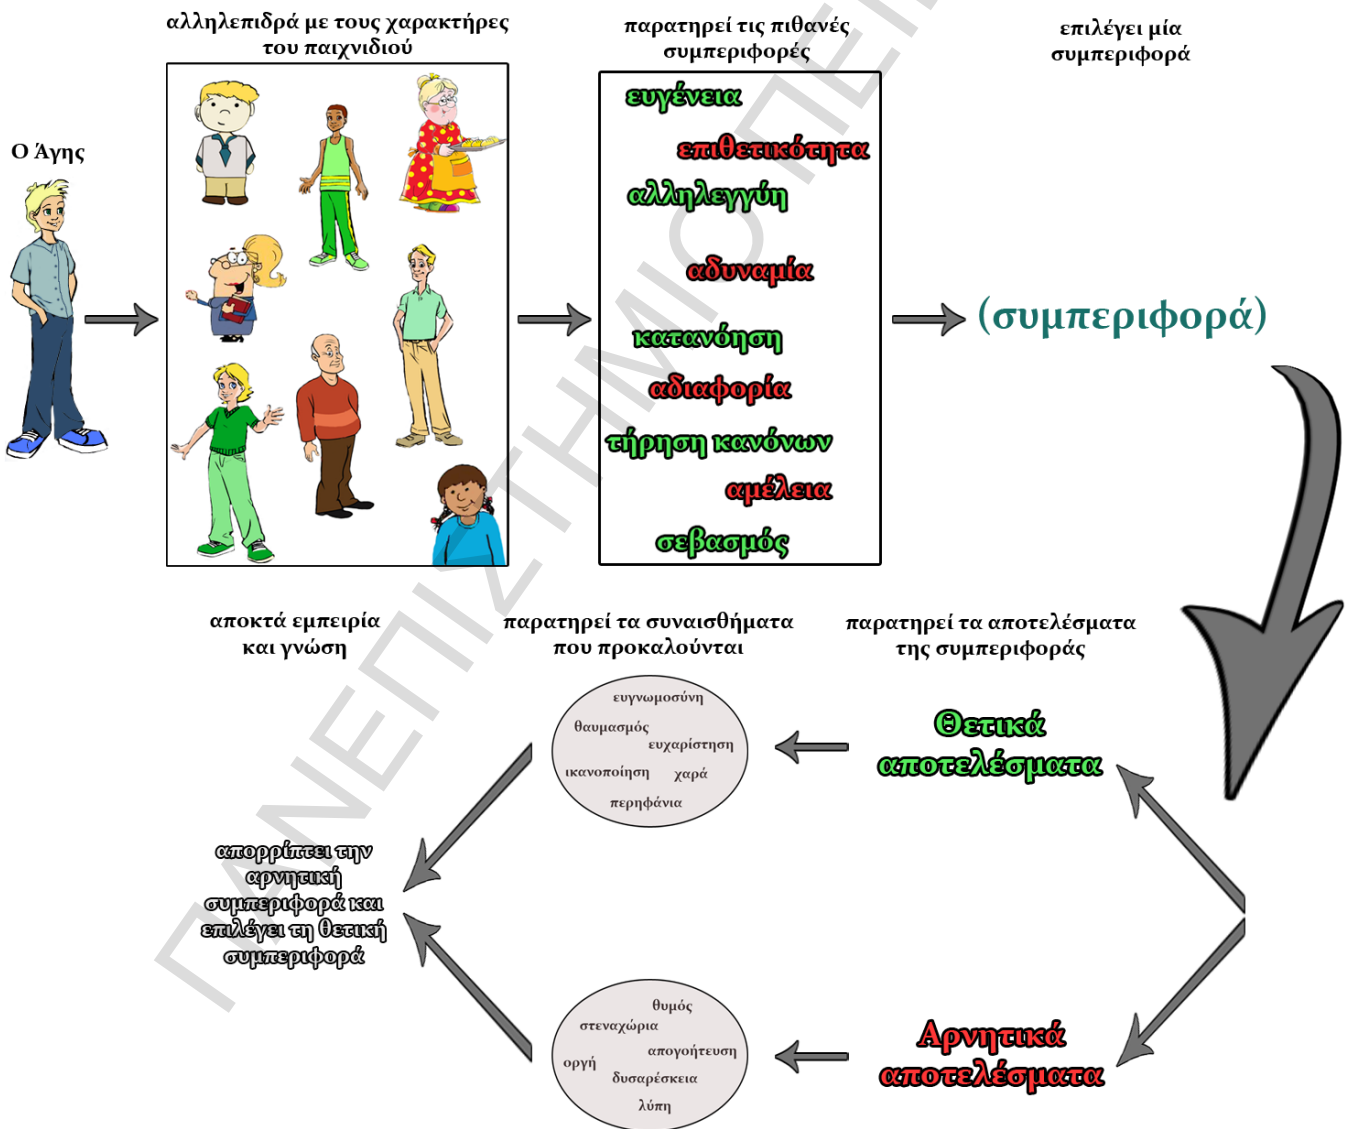 αλληλεπιδρά με τους χαρακτήρες
του παιχνιδιού
παρατηρεί τις πιθανές
συμπεριφορές
επιλέγει μία
συμπεριφορά
Ο Άγης
ευγένεια
επιθετικότητα
αλληλεγγύη
αδυναμία
κατανόηση
αδιαφορία
τήρηση κανόνων
αμέλεια
σεβασμός
(συμπεριφορά)
αποκτά εμπειρία
και γνώση
παρατηρεί τα συναισθήματα
που προκαλούνται
παρατηρεί τα αποτελέσματα
της συμπεριφοράς
ευγνωμοσύνη
θαυμασμός
ευχαρίστηση
ικανοποίηση χαρά
περηφάνια
Θετικά
αποτελέσματα
απορρίπτει την
αρνητική
συμπεριφορά και
επιλέγει τη θετική
συμπεριφορά
θυμός
στεναχώρια
απογοήτευση
οργή
δυσαρέσκεια
λύπη
Αρνητικά
αποτελέσματα
ΠΑΝΕΠΙΣΤΗΜΙΟ